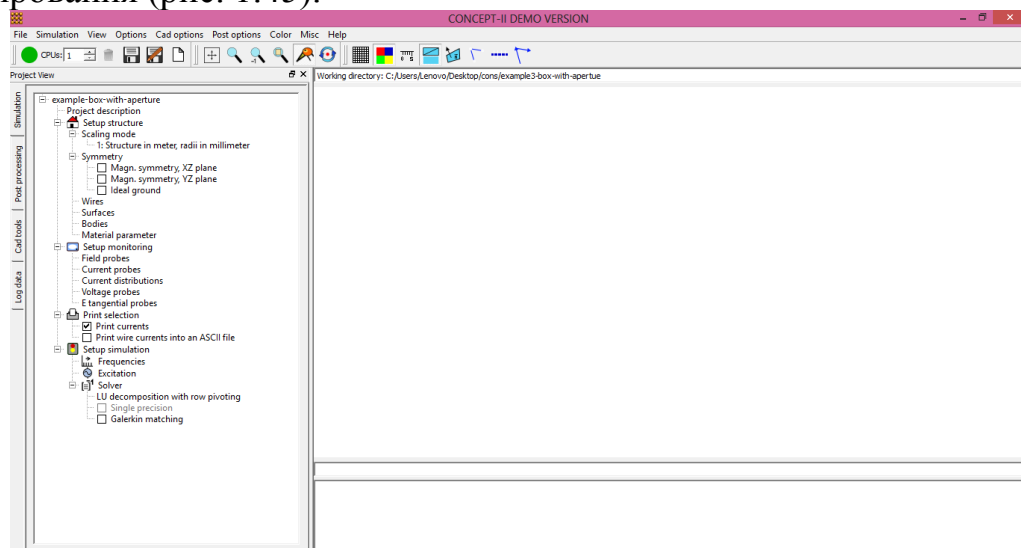 рования (рис. 1.45).
CONCEPT-II DEMO VERSION
File Simulation View Options Cad options Post options Color Misc Help
CPUs: 1
Project View
Working directory: C:/Users/Lenovo/Desktop/cons/example3-box-with-apertue
Simulation
Post processing
Cad tools
Log data
example-box-with-aperture
Project description
Setup structure
Scaling mode
1: Structure in meter, radii in millimeter
Symmetry
Magn. symmetry, XZ plane
Magn. symmetry, YZ plane
Ideal ground
Wires
Surfaces
Bodies
Material parameter
Setup monitoring
Field probes
Current probes
Current distributions
Voltage probes
E tangential probes
Print selection
Print currents
Print wire currents into an ASCII file
Setup simulation
Frequencies
Excitation
Solver
LU decomposition with row pivoting
Single precision
Galerkin matching